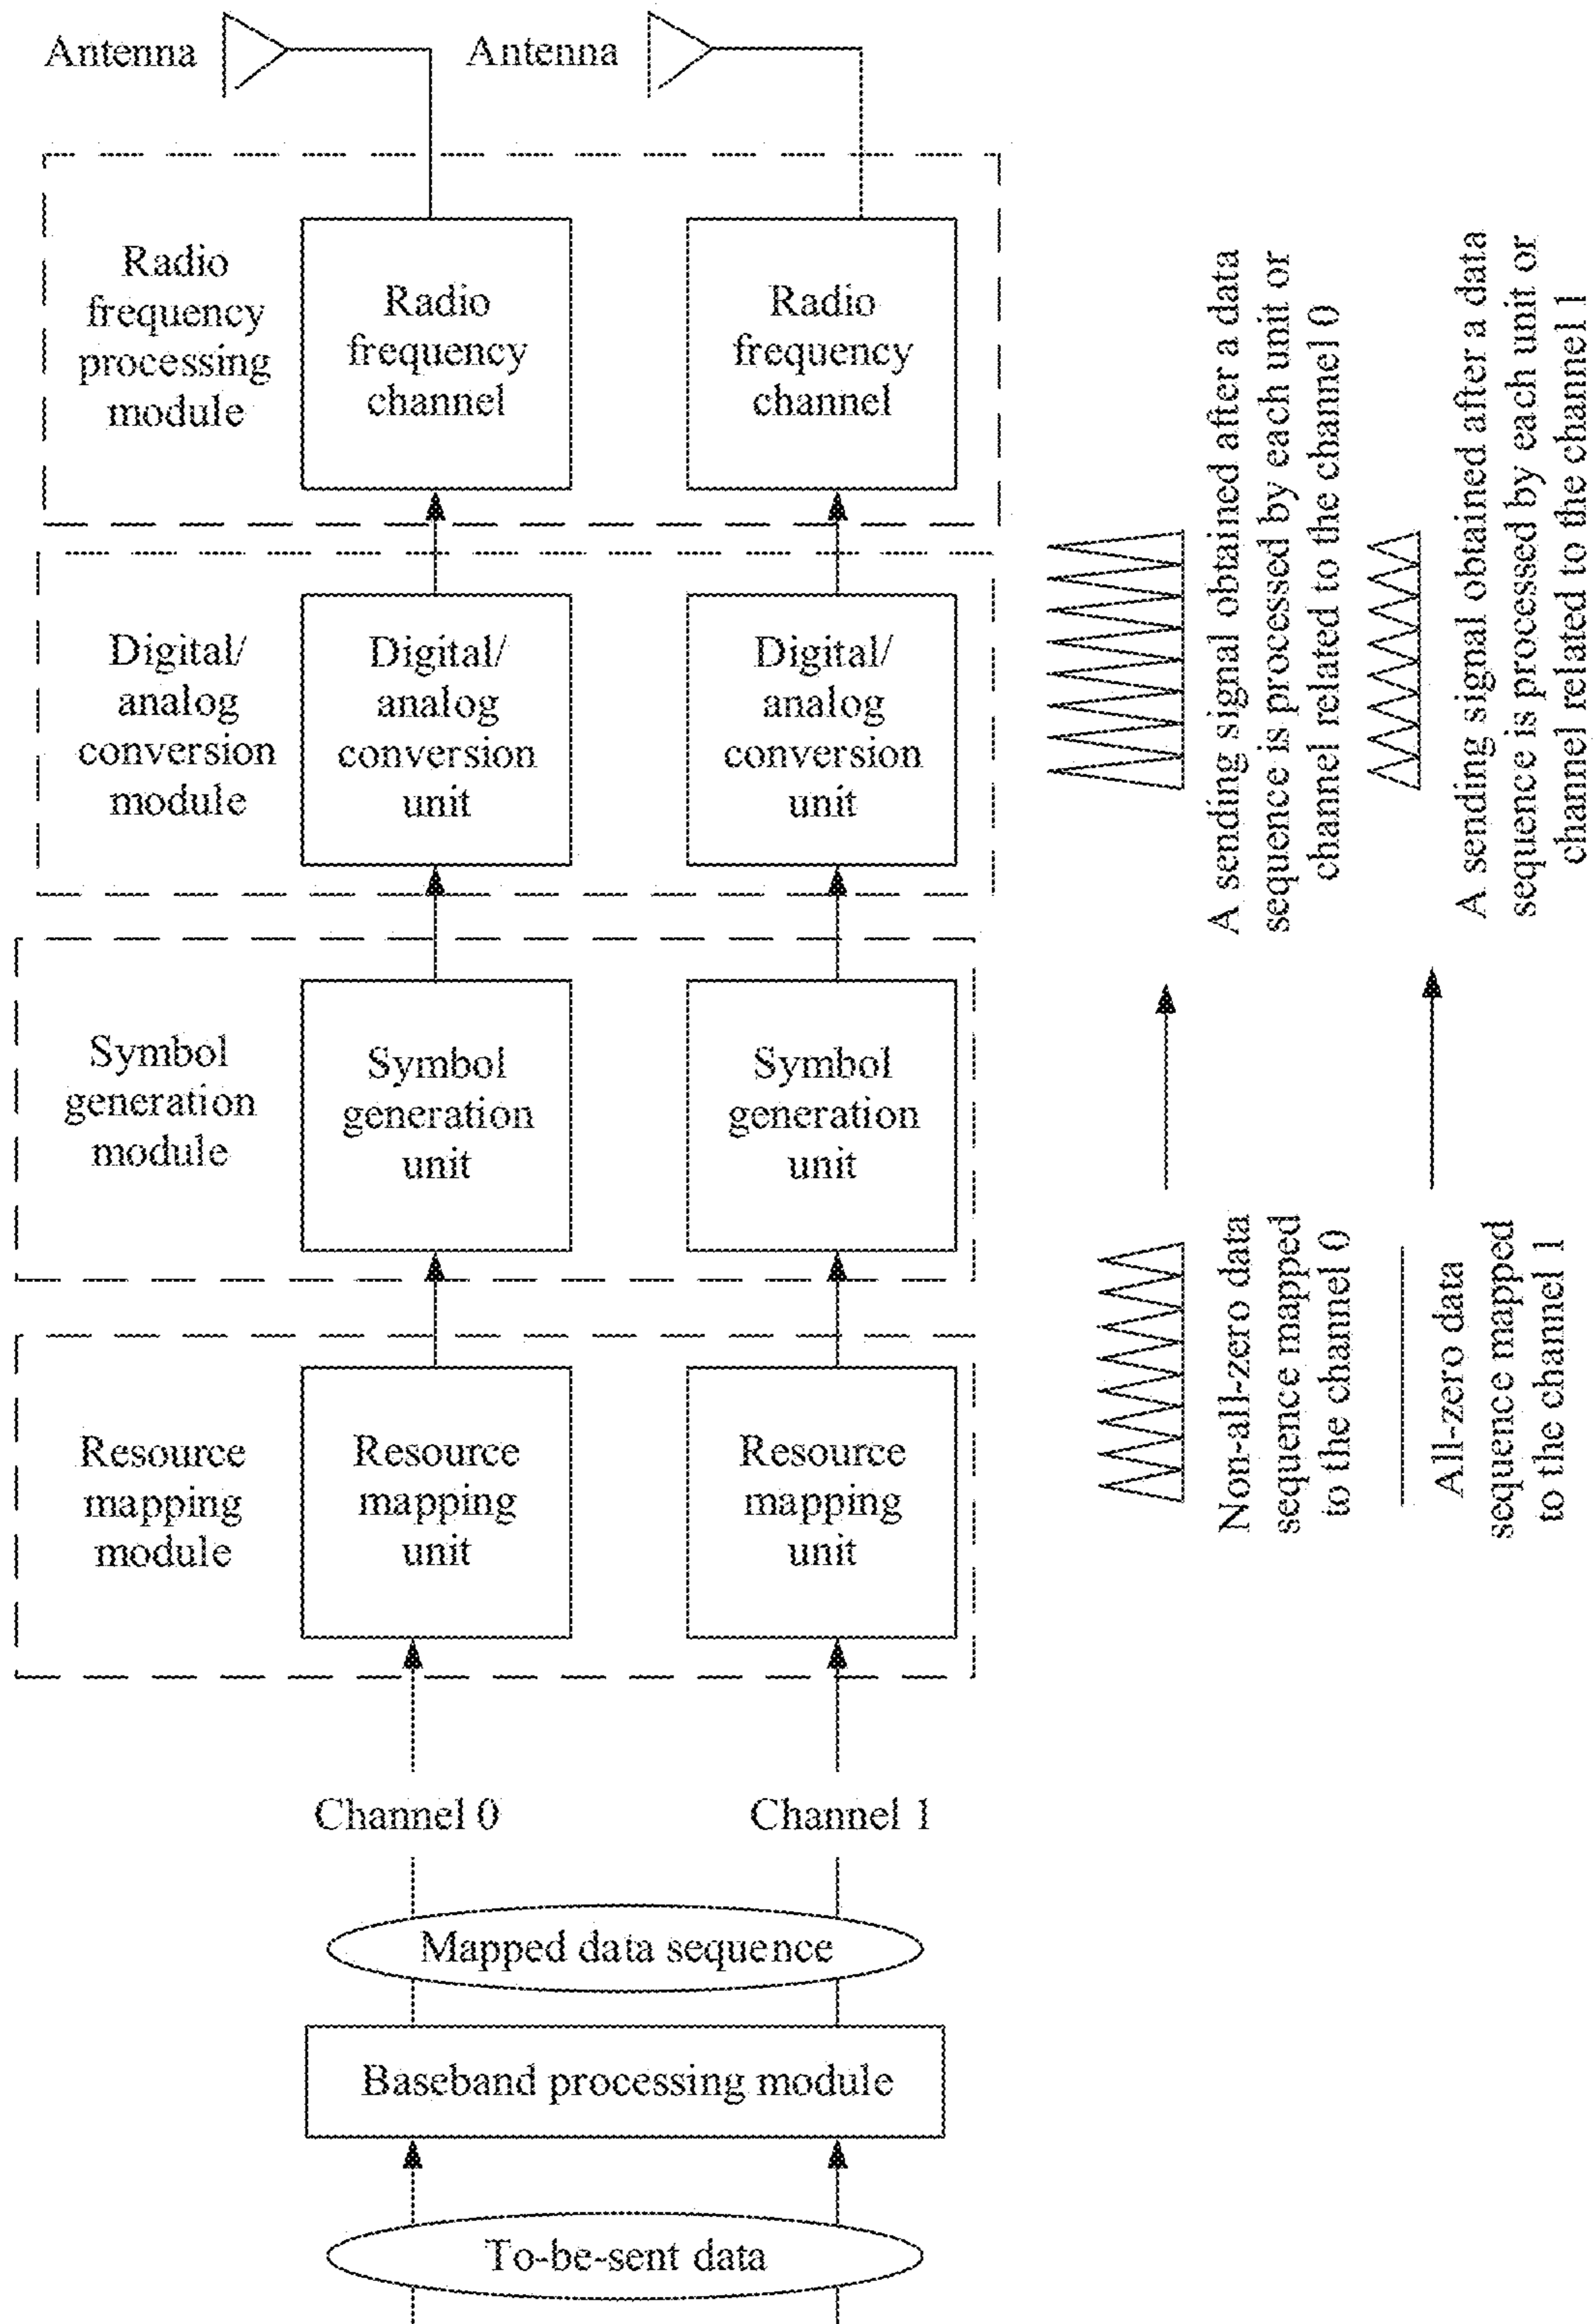 Antenna
Antenna
Radio
frequency
processing
module
Radio
frequency
channel
Radio
frequency
channel
Digital/
analog
conversion
module
Digital/
analog
conversion
unit
Digital/
analog
conversion
unit
Symbol
generation
module
Symbol
generation
unit
Symbol
generation
unit
Resource
mapping
module
Resource
mapping
unit
Resource
mapping
unit
Channel 0
Channel 1
Mapped data sequence
Baseband processing module
To-be-sent data
A sending signal obtained after a data
sequence is processed by each unit or
channel related to the channel 0
A sending signal obtained after a data
sequence is processed by each unit or
channel related to the channel 1
Non-all-zero data
sequence mapped
to the channel 0
All-zero data
sequence mapped
to the channel 1